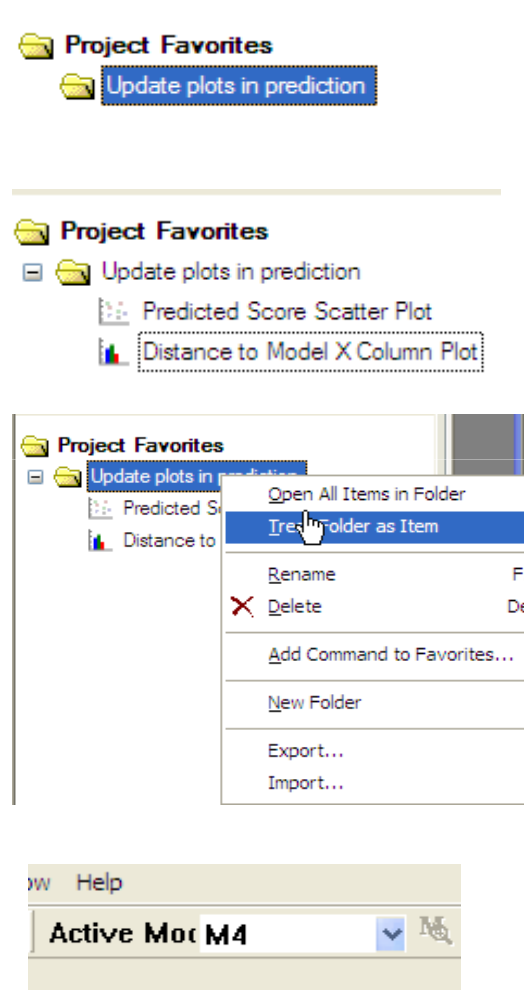 Project Favorites
Update plots in prediction
Project Favorites
Update plots in prediction
Predicted Score Scatter Plot
Distance to Model X Column Plot
Project Favorites
Update plots in
Predicted S
Distance to
Open All Items in Folder
Folder as Item
Rename F
Delete De
Add Command to Favorites...
New Folder
Export...
Import...
ow Help
Active Mo M4